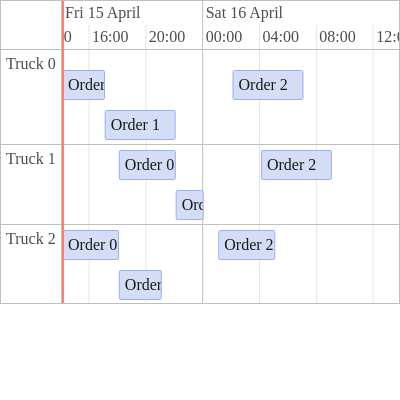 Fri 15 April Sat 16 April
0 16:00 20:00 00:00 04:00 08:00 12:
Truck 0
Order Order 2
Order 1
Truck 1
Order 0 Order 2
Truck 2
Order 0 Order 2
Order